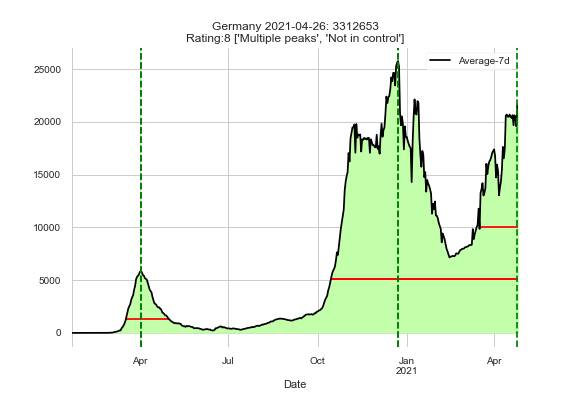 Germany 2021-04-26: 3312653
Rating:8 ['Multiple peaks', 'Not in control']
Average-7d
25000
20000
15000
10000
5000
0
Apr
Jul
Oct
Jan
2021
Apr
Date